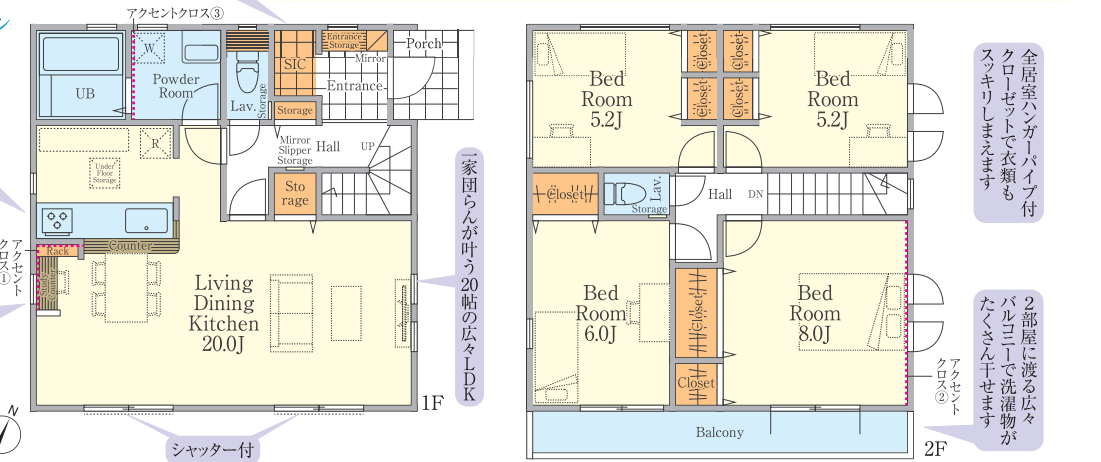 アクセントクロス③
UB
W
Powder
Room
Lav.
Storage
SIC
Entrance
Storage
Mirror
Porch
Entrance
Storage
R
Under
Floor
Storage
Mirror
Slipper
Storage
Hall
UP
Sto
rage
アクセント
クロス①
Rack
Counter
Study
Counter
Living
Dining
Kitchen
20.0J
一家団らんが叶う20帖の広々LDK
1F
N
シャッター付
Bed
Room
5.2J
Closet
Closet
Closet
Closet
Bed
Room
5.2J
全居室ハンガーパイプ付
クローゼットで衣類も
スッキリしまえます
Closet
Lav.
Storage
Hall
DN
Bed
Room
6.0J
Closet
Closet
Bed
Room
8.0J
アクセント
クロス②
2部屋に渡る広々
バルコニーで洗濯物が
たくさん干せます
Balcony
2F